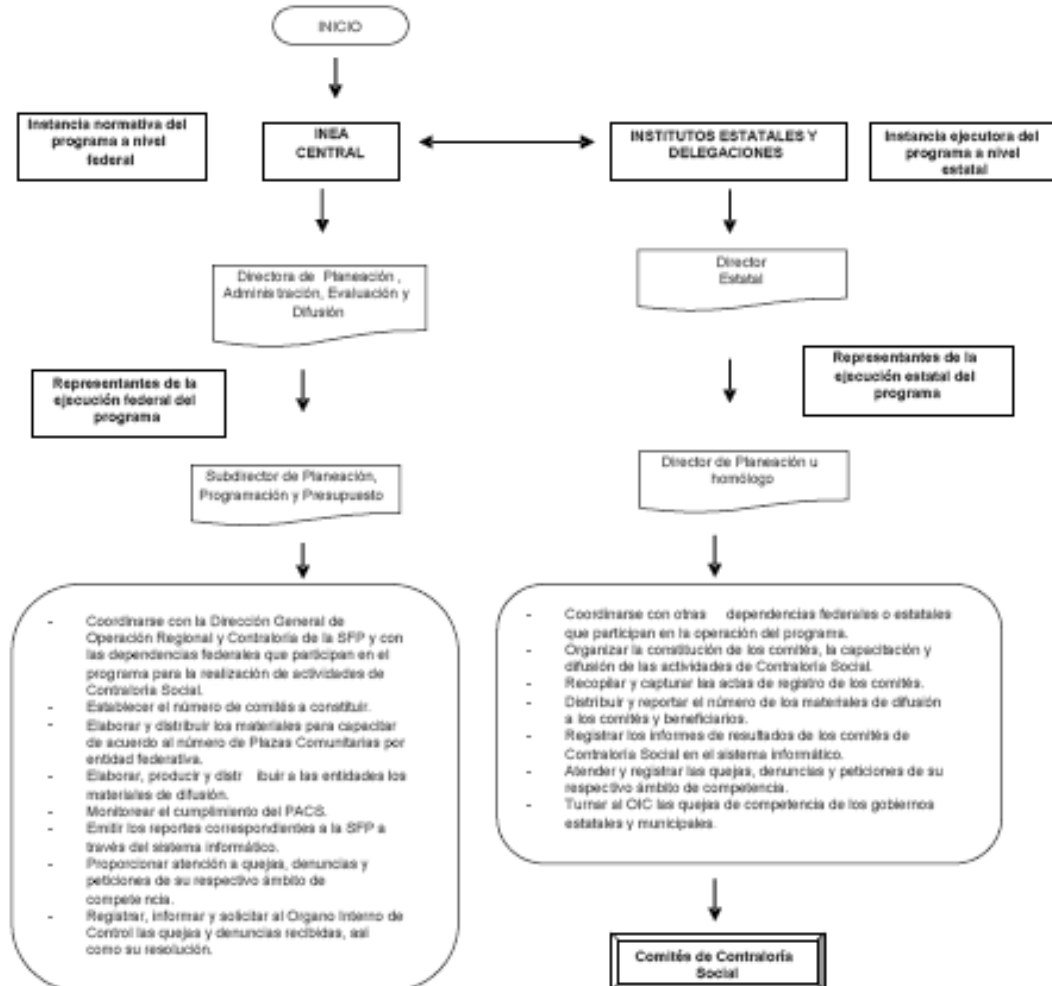 INICIO
Instancia normativa del
programa a nivel
federal
INEA
CENTRAL
INSTITUTOS ESTATALES Y
DELEGACIONES
Instancia ejecutora del
programa a nivel
estatal
Directora de Planeación ,
Administración, Evaluación y
Difusión
Director
Estatal
Representantes de la
ejecución federal del
programa
Representantes de la
ejecución estatal del
programa
Subdirector de Planeación,
Programación y Presupuesto
Director de Planeación u
homólogo
- Coordinarse con la Dirección General de
Operación Regional y Contraloría de la SFP y con
las dependencias federales que participan en el
programa para la realización de actividades de
Contraloría Social.
- Establecer el número de comités a constituir.
- Elaborar y distribuir los materiales para capacitar
de acuerdo al número de Plazas Comunitarias por
entidad federativa.
- Elaborar, producir y distr ibuir a las entidades los
materiales de difusión.
- Monitorear el cumplimiento del PACS.
- Emitir los reportes correspondientes a la SFP a
través del sistema informático.
- Proporcionar atención a quejas, denuncias y
peticiones de su respectivo ámbito de
compete ncia.
- Registrar, informar y solicitar al Organo Interno de
Control las quejas y denuncias recibidas, así
como su resolución.
- Coordinarse con otras dependencias federales o estatales
que participan en la operación del programa.
- Organizar la constitución de los comités, la capacitación y
difusión de las actividades de Contraloría Social.
- Recopilar y capturar las actas de registro de los comités.
- Distribuir y reportar el número de los materiales de difusión
a los comités y beneficiarios.
- Registrar los informes de resultados de los comités de
Contraloría Social en el sistema informático.
- Atender y registrar las quejas, denuncias y peticiones de su
respectivo ámbito de competencia.
- Turnar al OIC las quejas de competencia de los gobiernos
estatales y municipales.
Comités de Contraloría
Social